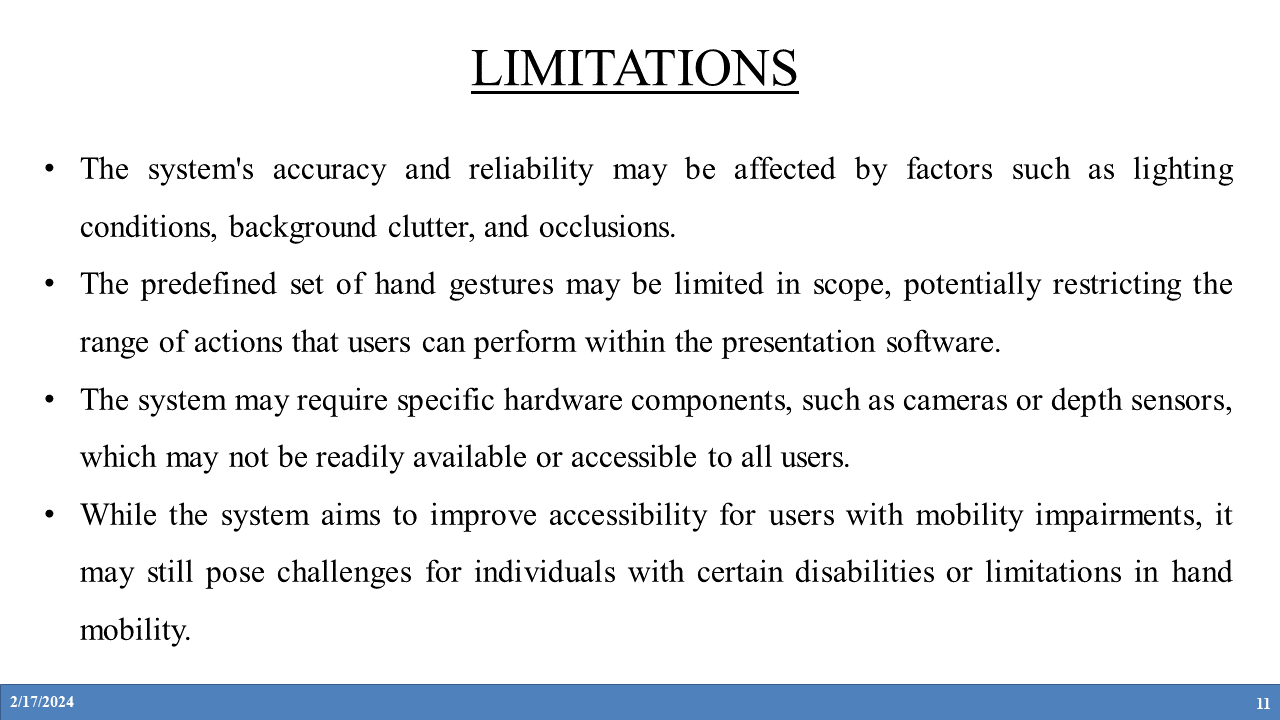 LIMITATIONS
• The system's accuracy and reliability may be affected by factors such as lighting
conditions, background clutter, and occlusions.
• The predefined set of hand gestures may be limited in scope, potentially restricting the
range of actions that users can perform within the presentation software.
• The system may require specific hardware components, such as cameras or depth sensors,
which may not be readily available or accessible to all users.
• While the system aims to improve accessibility for users with mobility impairments, it
may still pose challenges for individuals with certain disabilities or limitations in hand
mobility.
2/17/2024
11